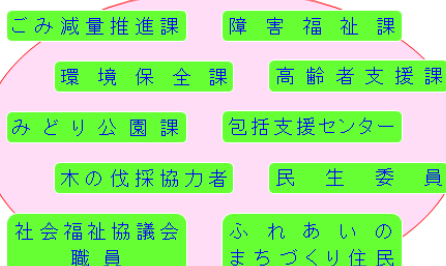 ごみ減量推進課
障害福祉課
環境保全課
高齢者支援課
みどり公園課
包括支援センター
木の伐採協力者
民生委員
社会福祉協議会
職員
ふれあいの
まちづくり住民